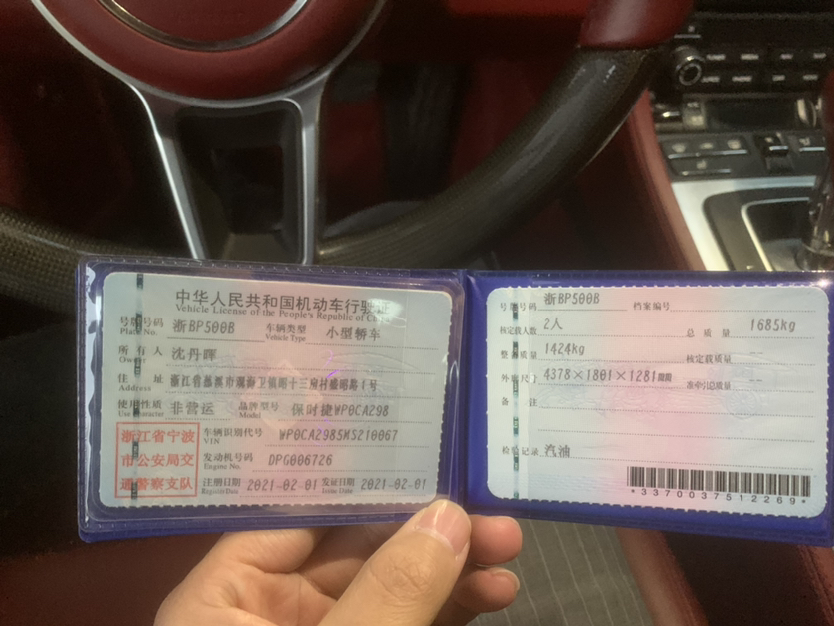 中华人民共和国机动车行驶证
Vehicle License of the People's Republic of China
号牌号码 浙BP500B 车辆类型 小型轿车
Plate No. Vehicle Type
所有人 沈丹晖
Owner
住址
Address
使用性质 非营运 品牌型号 保时捷WP0CA298
Use Character Model
浙江省宁波
市公安局交
通警察支队
车辆识别代号 WP0CA2985MS210067
VIN
发动机号码 DPG006726
Engine No.
注册日期 2021-02-01 发证日期 2021-02-01
Register Date Issue Date
号牌号码 浙BP500B 档案编号
核定载人数 2人 总质量 1685kg
整备质量 1424kg 核定载质量 --
外廓尺寸 4378×1801×1281mm 准牵引总质量 --
备注
检验记录 汽油
*3370037512269*